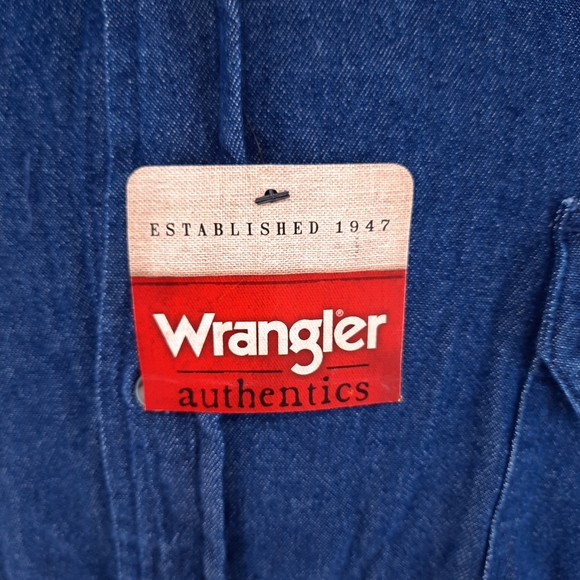 ESTABLISHED 1947
Wrangler®
authentics